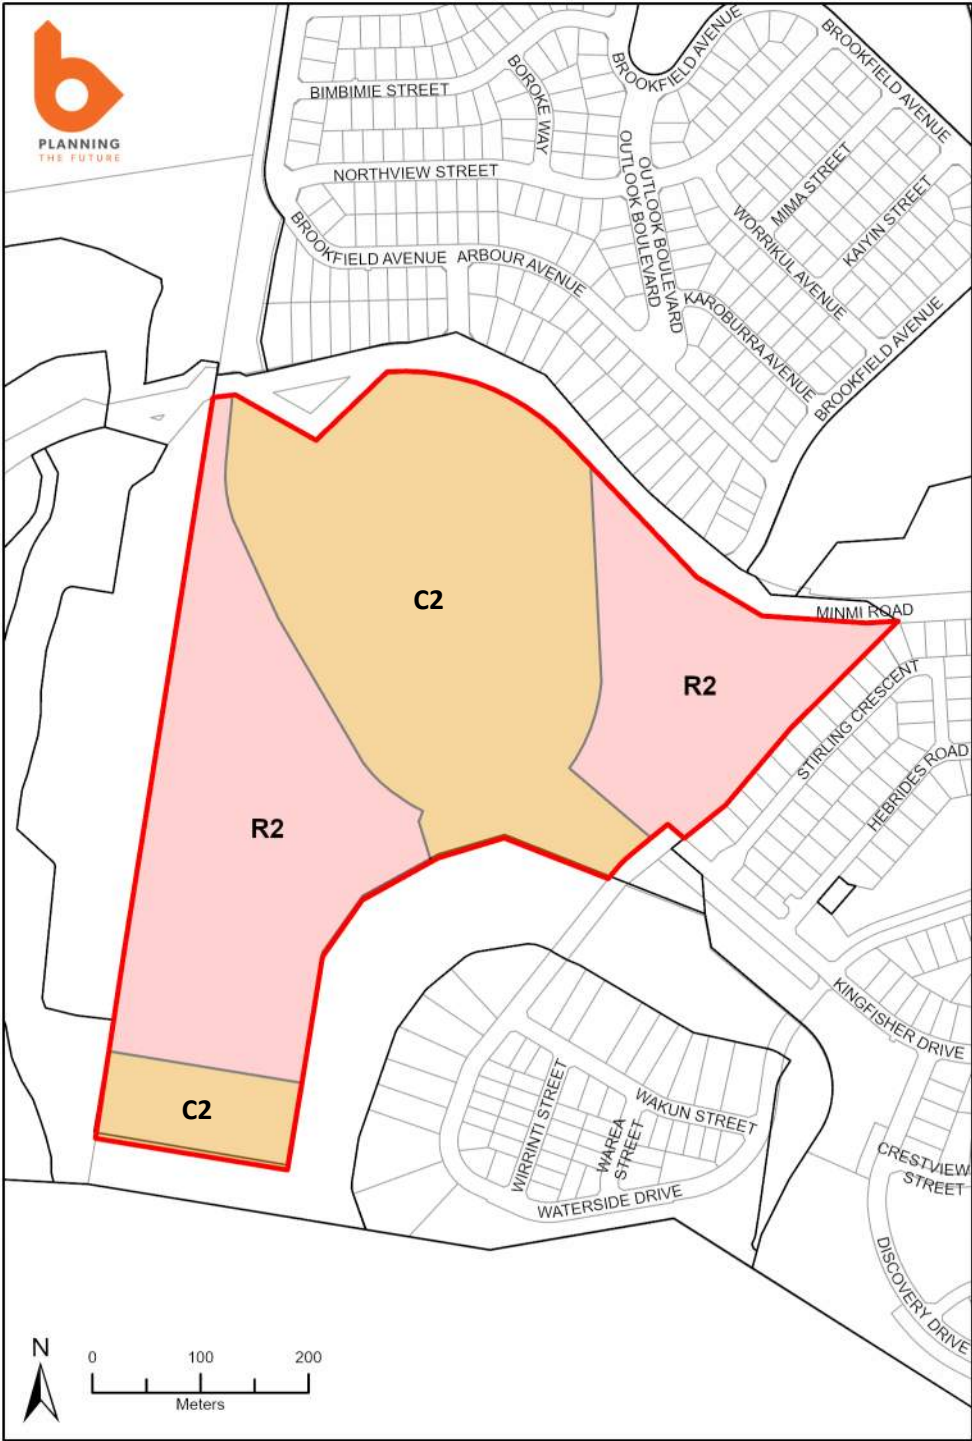 PLANNING
THE FUTURE
BIMBIMIE STREET
BOROKE WAY
BROOKFIELD AVENUE
BROOKFIELD AVENUE
NORTHVIEW STREET
OUTLOOK BOULEVARD
OUTLOOK BOULEVARD
MIMA STREET
KAIYIN STREET
WORRIKUL AVENUE
BROOKFIELD AVENUE
ARBOUR AVENUE
KAROBURRA AVENUE
BROOKFIELD AVENUE
C2
MINMI ROAD
R2
STIRLING CRESCENT
HEBRIDES ROAD
R2
KINGFISHER DRIVE
C2
WIRRINTI STREET
WAREA
STREET
WAKUN STREET
WATERSIDE DRIVE
CRESTVIEW
STREET
DISCOVERY DRIVE
N
0 100 200
Meters